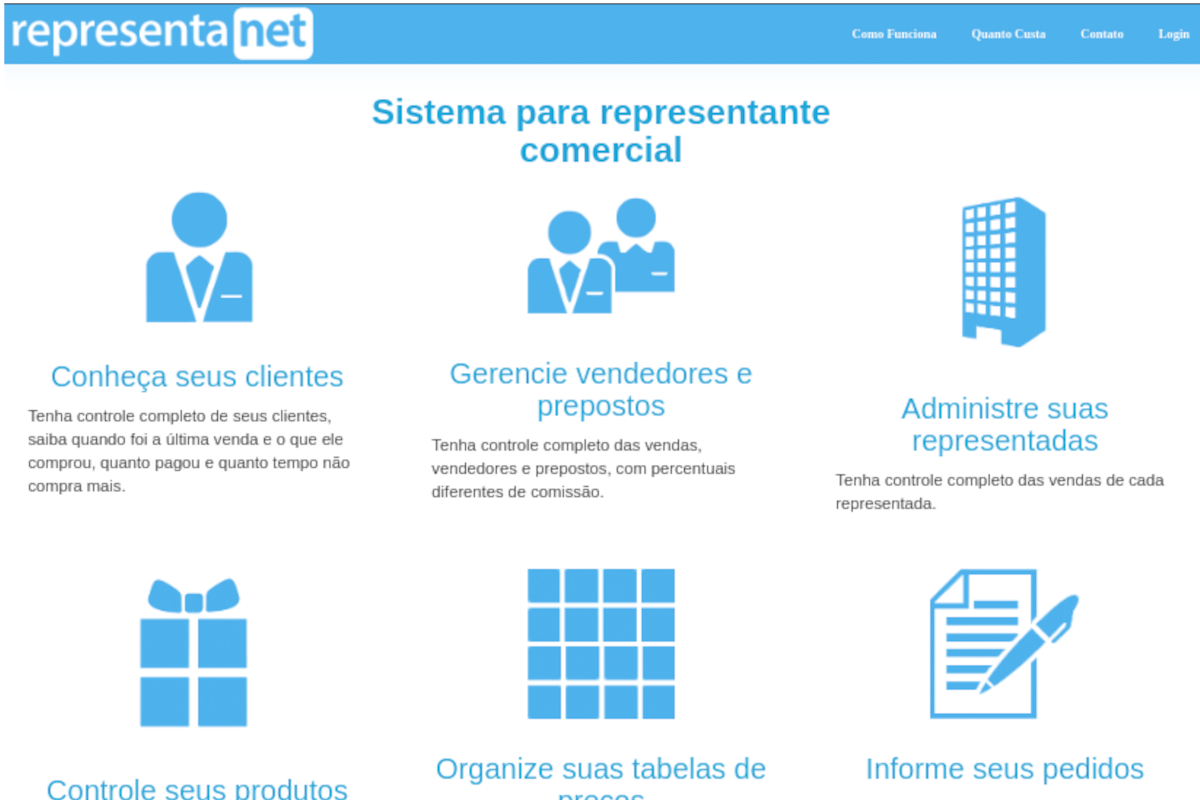 representanet
Como Funciona
Quanto Custa
Contato
Login
Sistema para representante
comercial
Conheça seus clientes
Tenha controle completo de seus clientes,
saiba quando foi a última venda e o que ele
comprou, quanto pagou e quanto tempo não
compra mais.
Gerencie vendedores e
prepostos
Tenha controle completo das vendas,
vendedores e prepostos, com percentuais
diferentes de comissão.
Administre suas
representadas
Tenha controle completo das vendas de cada
representada.
Controle seus produtos
Organize suas tabelas de
preços
Informe seus pedidos